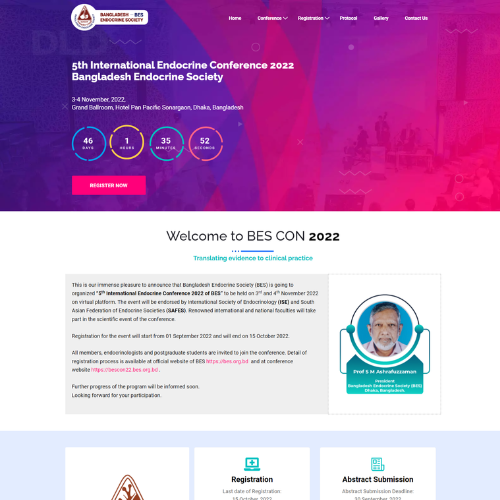 BANGLADESH BES
ENDOCRINE SOCIETY
Home Conference Registration Protocol Gallery Contact Us
5th International Endocrine Conference 2022
Bangladesh Endocrine Society
3-4 November, 2022,
Grand Ballroom, Hotel Pan Pacific Sonargaon, Dhaka, Bangladesh
46 1 35 52
DAYS HOURS MINUTES SECONDS
REGISTER NOW
Welcome to BES CON 2022
Translating evidence to clinical practice
This is our immense pleasure to announce that Bangladesh Endocrine Society (BES) is going to
organized "5th International Endocrine Conference 2022 of BES" to be held on 3rd and 4th November 2022
on virtual platform. The event will be endorsed by International Society of Endocrinology (ISE) and South
Asian Federation of Endocrine Societies (SAFES). Renowned international and national faculties will take
part in the scientific event of the conference.
Registration for the event will start from 01 September 2022 and will end on 15 October 2022.
All members, endocrinologists and postgraduate students are invited to join the conference. Detail of
registration process is available at official website of BES https://bes.org.bd and at conference
website https://bescon22.bes.org.bd .
Further progress of the program will be informed soon.
Looking forward for your participation.
Prof S M Ashrafuzzaman
President
Bangladesh Endocrine Society (BES)
Dhaka, Bangladesh.
Registration
Last date of Registration:
15 October 2022
Abstract Submission
Abstract Submission Deadline:
30 September, 2022